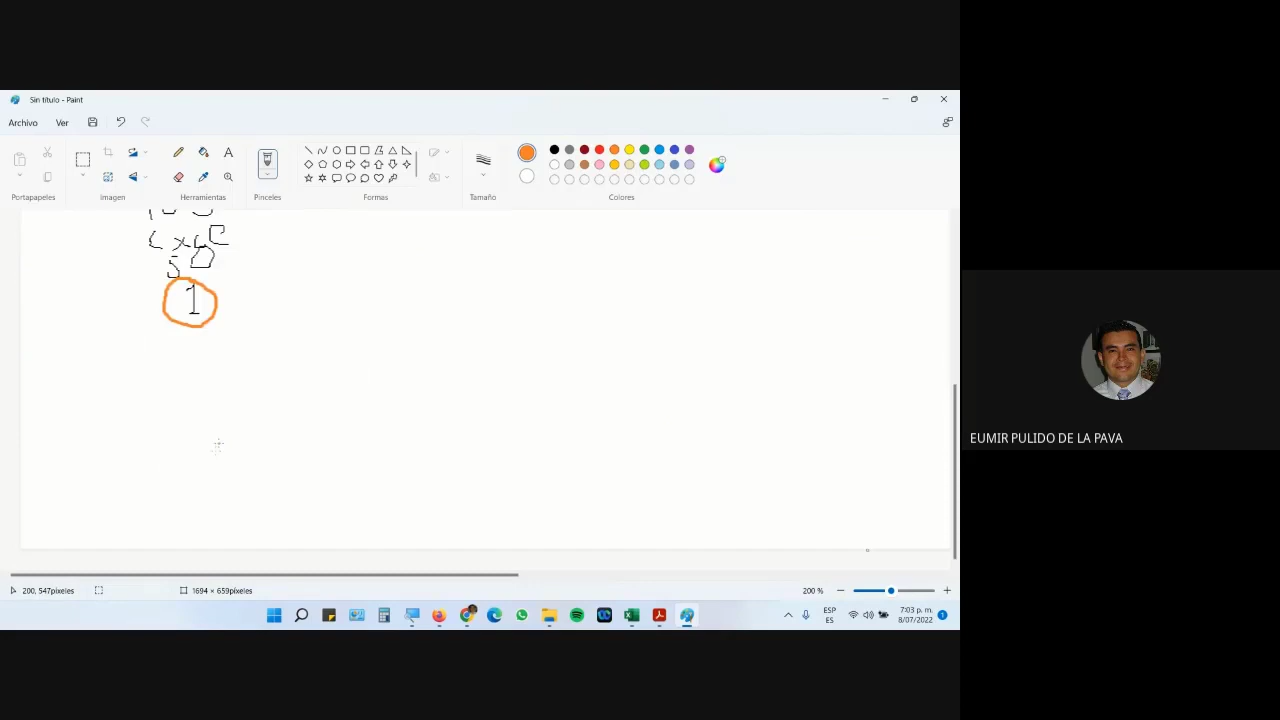 Sin título - Paint
Archivo Ver
Portapapeles Imagen Herramientas Pinceles Formas Tamaño Colores
1
EUMIR PULIDO DE LA PAVA
200, 547píxeles 1694 × 659píxeles 200 %
ESP
ES
7:03 p. m.
8/07/2022
1